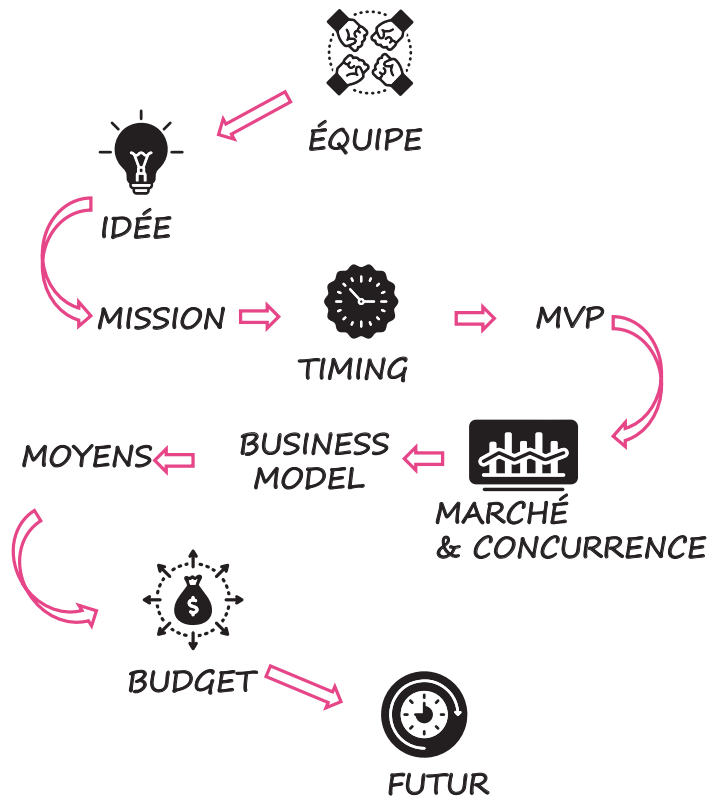 ÉQUIPE
IDÉE
MISSION
TIMING
MVP
MARCHÉ
& CONCURRENCE
BUSINESS
MODEL
MOYENS
$
BUDGET
FUTUR